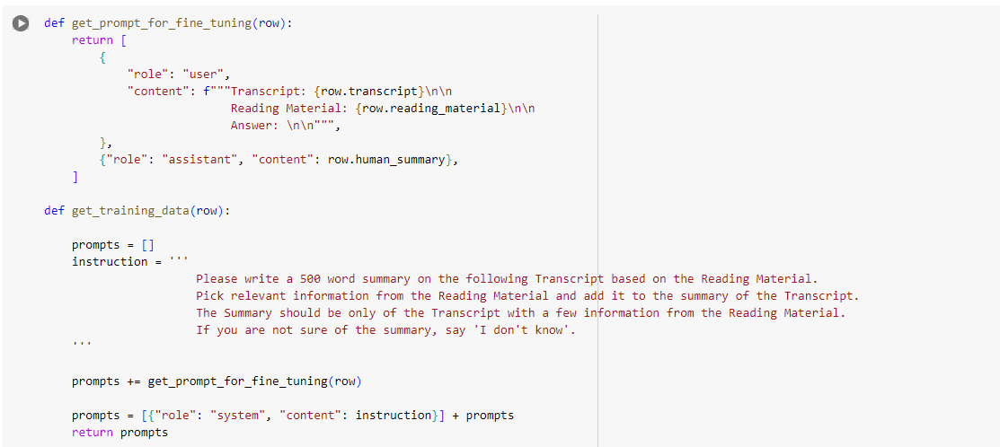 def get_prompt_for_fine_tuning(row):
    return [
        {
            "role": "user",
            "content": f"""Transcript: {row.transcript}\n\n
                           Reading Material: {row.reading_material}\n\n
                           Answer: \n\n""",
        },
        {"role": "assistant", "content": row.human_summary},
    ]

def get_training_data(row):

    prompts = []
    instruction = '''
                      Please write a 500 word summary on the following Transcript based on the Reading Material.
                      Pick relevant information from the Reading Material and add it to the summary of the Transcript.
                      The Summary should be only of the Transcript with a few information from the Reading Material.
                      If you are not sure of the summary, say 'I don't know'.
    '''

    prompts += get_prompt_for_fine_tuning(row)

    prompts = [{"role": "system", "content": instruction}] + prompts
    return prompts